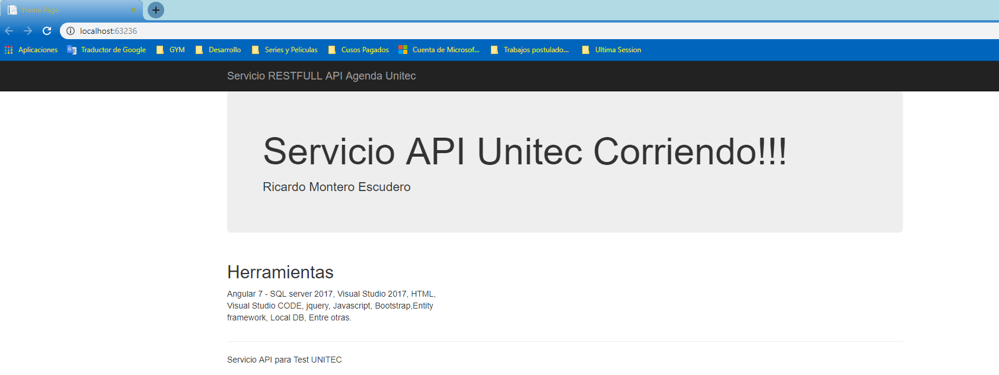 Home Page
localhost:63236
Aplicaciones Traductor de Google GYM Desarrollo Series y Peliculas Cusos Pagados Cuenta de Microsof... Trabajos postulado... Ultima Session
Servicio RESTFULL API Agenda Unitec
Servicio API Unitec Corriendo!!!
Ricardo Montero Escudero
Herramientas
Angular 7 - SQL server 2017, Visual Studio 2017, HTML,
Visual Studio CODE, jquery, Javascript, Bootstrap,Entity
framework, Local DB, Entre otras.
Servicio API para Test UNITEC